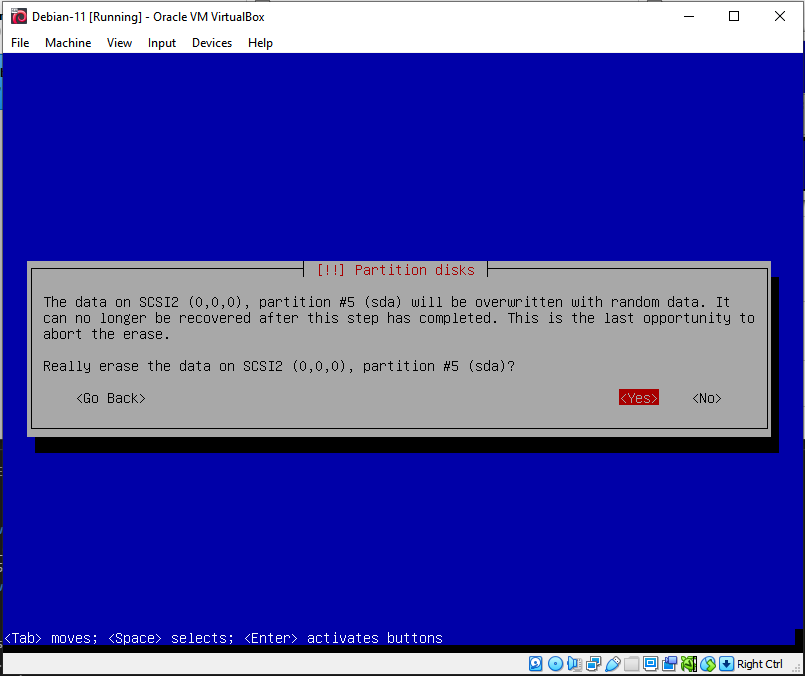 Debian-11 [Running] - Oracle VM VirtualBox
File Machine View Input Devices Help
[!!] Partition disks
The data on SCSI2 (0,0,0), partition #5 (sda) will be overwritten with random data. It
can no longer be recovered after this step has completed. This is the last opportunity to
abort the erase.
Really erase the data on SCSI2 (0,0,0), partition #5 (sda)?
<Go Back> <Yes> <No>
<Tab> moves; <Space> selects; <Enter> activates buttons
Right Ctrl